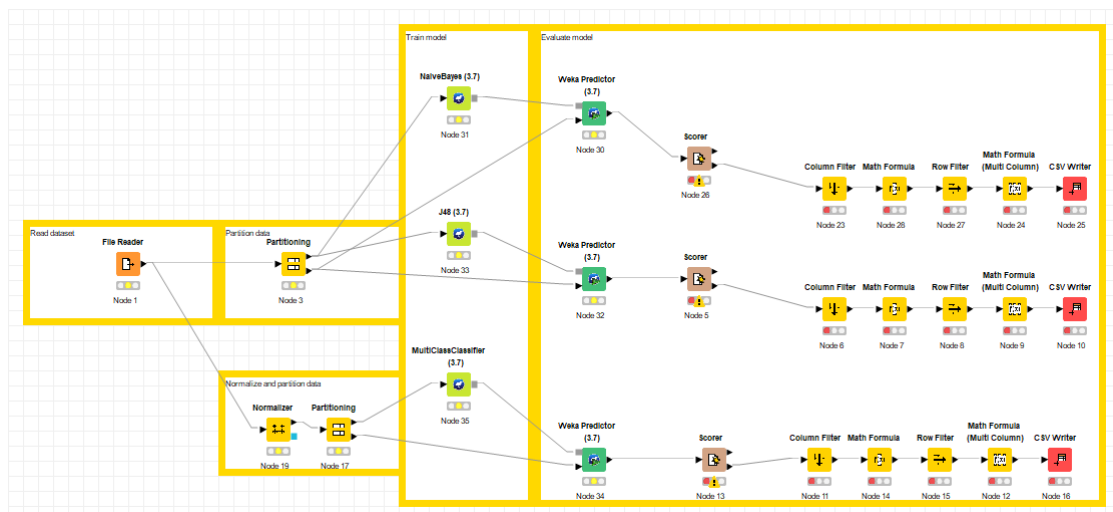 Train model
Evaluate model
NaiveBayes (3.7)
Node 31
Weka Predictor
(3.7)
Node 30
Scorer
Node 26
Column Filter
Node 23
Math Formula
Node 28
Row Filter
Node 27
Math Formula
(Multi Column)
Node 24
CSV Writer
Node 25
Read dataset
File Reader
Node 1
Partition data
Partitioning
Node 3
J48 (3.7)
Node 33
Weka Predictor
(3.7)
Node 32
Scorer
Node 5
Column Filter
Node 6
Math Formula
Node 7
Row Filter
Node 8
Math Formula
(Multi Column)
Node 9
CSV Writer
Node 10
Normalize and partition data
Normalizer
Node 19
Partitioning
Node 17
MultiClassClassifier
(3.7)
Node 35
Weka Predictor
(3.7)
Node 34
Scorer
Node 13
Column Filter
Node 11
Math Formula
Node 14
Row Filter
Node 15
Math Formula
(Multi Column)
Node 12
CSV Writer
Node 16